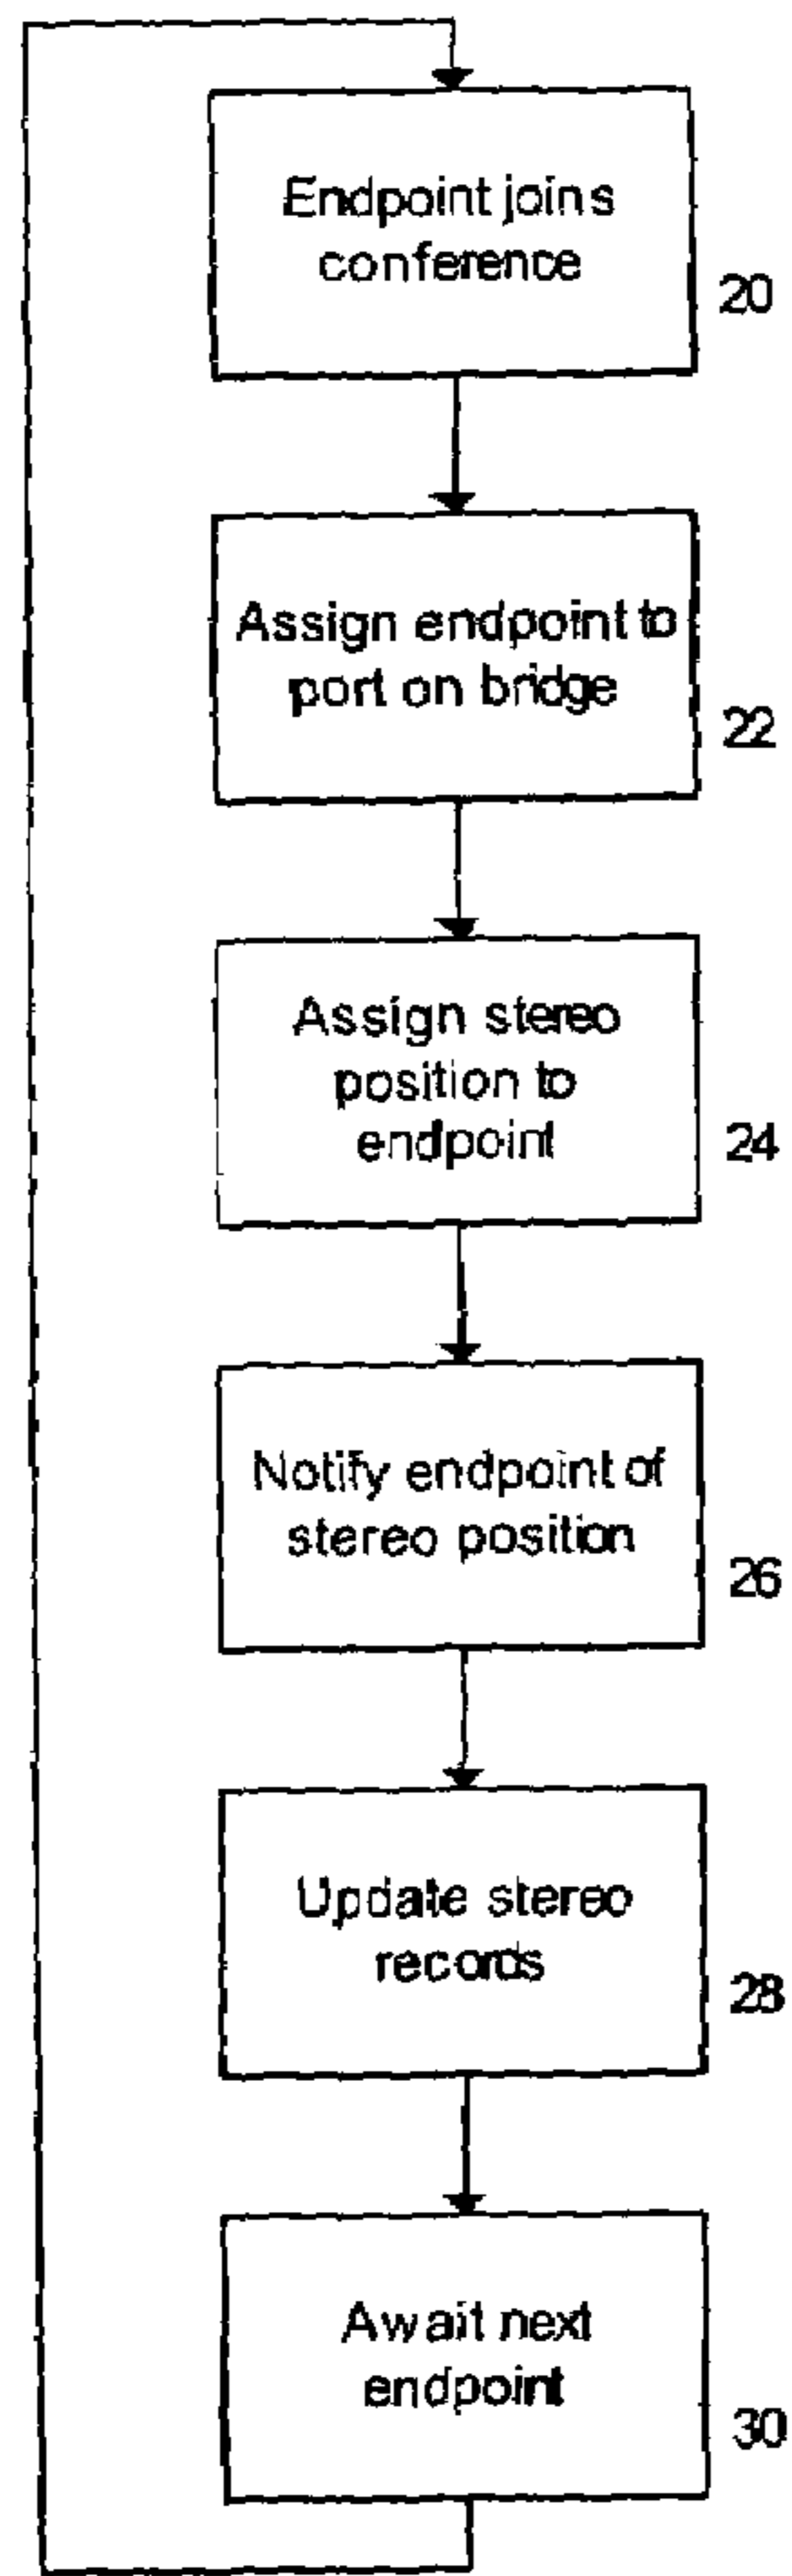 Endpoint joins
conference
20
Assign endpoint to
port on bridge
22
Assign stereo
position to
endpoint
24
Notify endpoint of
stereo position
26
Update stereo
records
28
Await next
endpoint
30